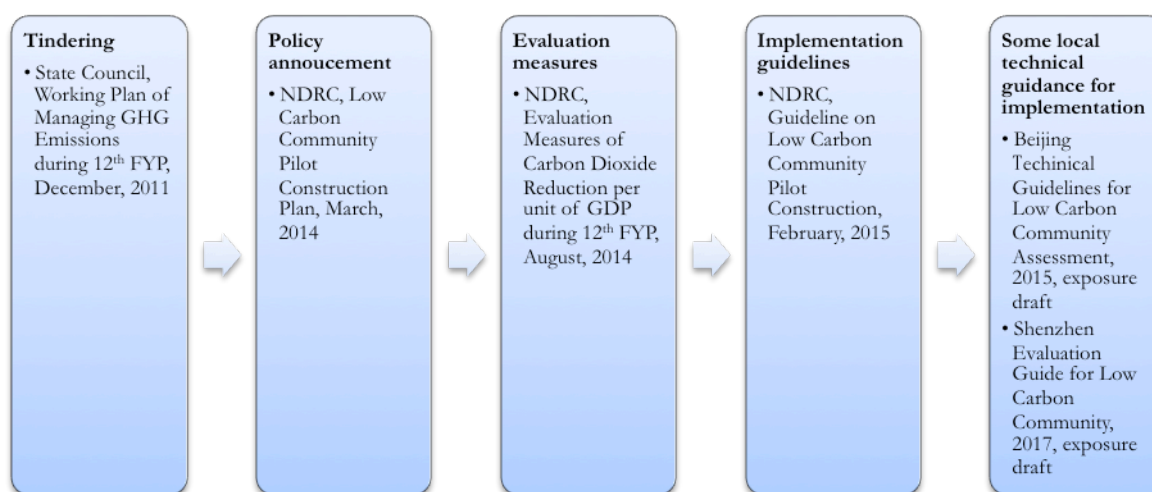 Tindering
• State Council,
Working Plan of
Managing GHG
Emissions
during 12th FYP,
December, 2011
Policy
annoucement
• NDRC, Low
Carbon
Community
Pilot
Construction
Plan, March,
2014
Evaluation
measures
• NDRC,
Evaluation
Measures of
Carbon Dioxide
Reduction per
unit of GDP
during 12th FYP,
August, 2014
Implementation
guidelines
• NDRC,
Guideline on
Low Carbon
Community
Pilot
Construction,
February, 2015
Some local
technical
guidance for
implementation
• Beijing
Techinical
Guidelines for
Low Carbon
Community
Assessment,
2015, exposure
draft
• Shenzhen
Evaluation
Guide for Low
Carbon
Community,
2017, exposure
draft